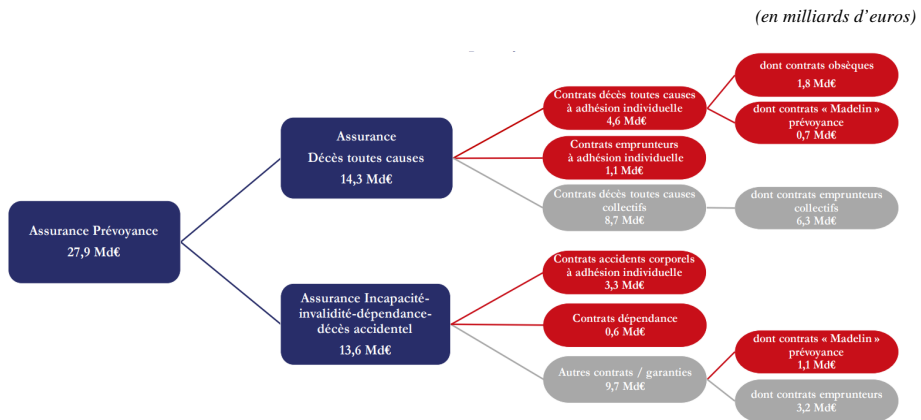 (en milliards d'euros)
Assurance Prévoyance
27,9 Md€
Assurance
Décès toutes causes
14,3 Md€
Contrats décès toutes causes
à adhésion individuelle
4,6 Md€
dont contrats obsèques
1,8 Md€
dont contrats « Madelin »
prévoyance
0,7 Md€
Contrats emprunteurs
à adhésion individuelle
1,1 Md€
Contrats décès toutes causes
collectifs
8,7 Md€
dont contrats emprunteurs
collectifs
6,3 Md€
Assurance Incapacité-
invalidité-dépendance-
décès accidentel
13,6 Md€
Contrats accidents corporels
à adhésion individuelle
3,3 Md€
Contrats dépendance
0,6 Md€
Autres contrats / garanties
9,7 Md€
dont contrats « Madelin »
prévoyance
1,1 Md€
dont contrats emprunteurs
3,2 Md€